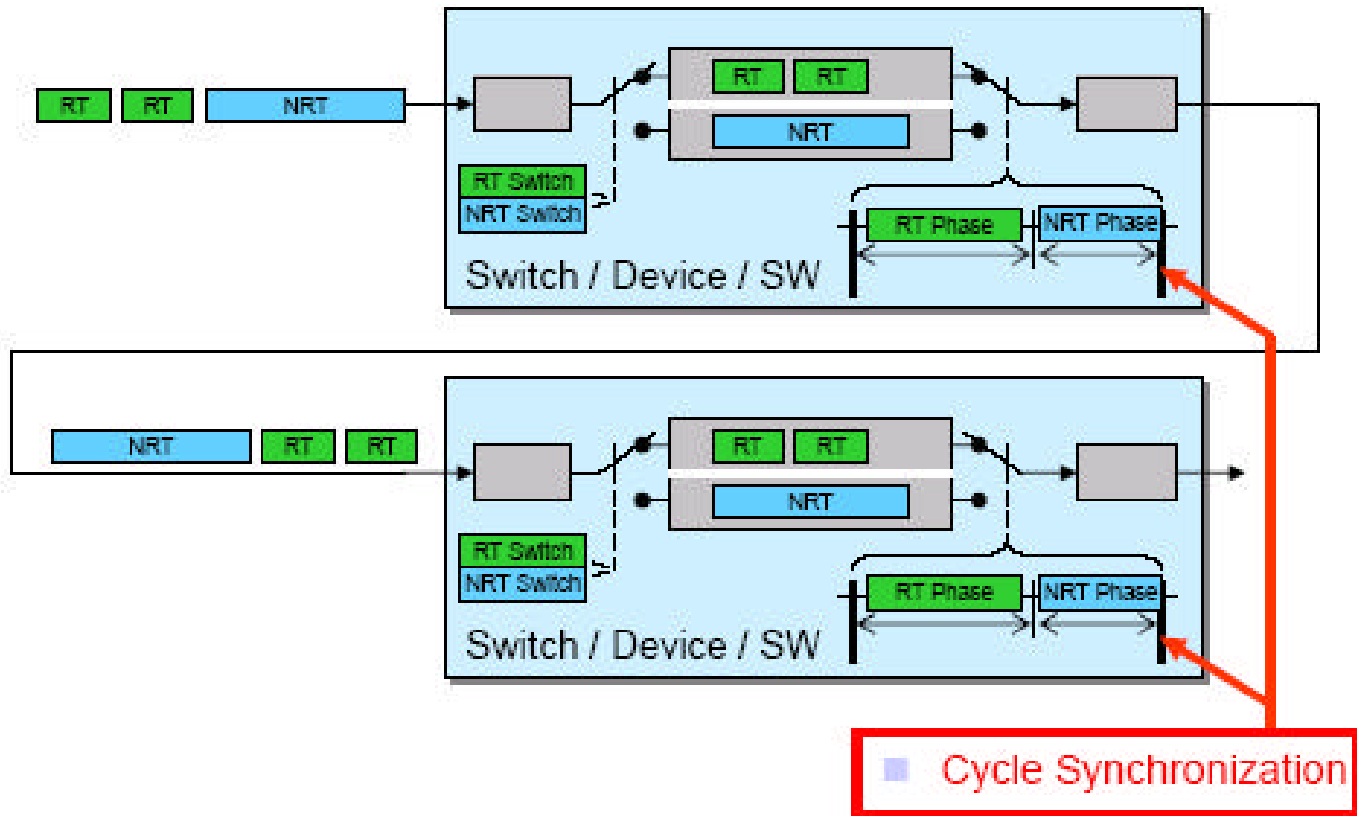 RT RT NRT
RT RT
NRT
RT Switch
NRT Switch
RT Phase NRT Phase
Switch / Device / SW
NRT RT RT
RT RT
NRT
RT Switch
NRT Switch
RT Phase NRT Phase
Switch / Device / SW
Cycle Synchronization